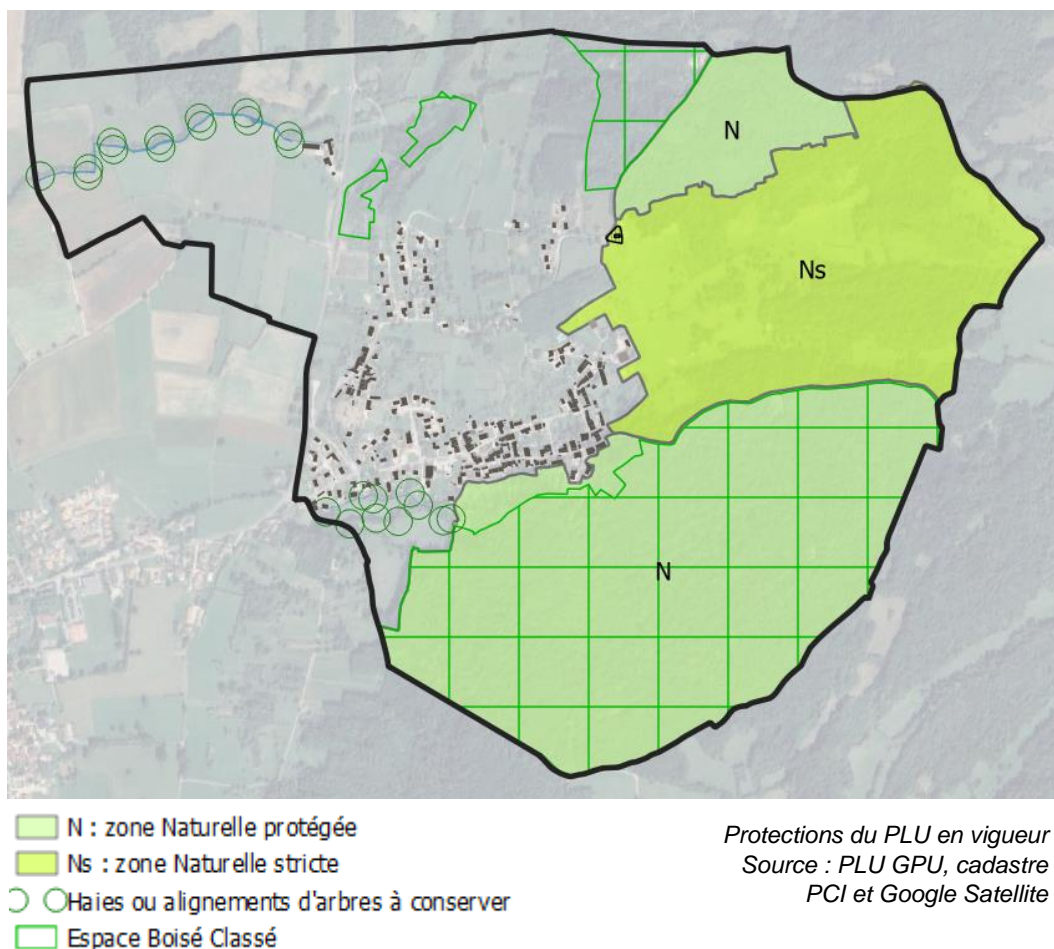 N
Ns
N
N : zone Naturelle protégée
Ns : zone Naturelle stricte
Haies ou alignements d'arbres à conserver
Espace Boisé Classé
Protections du PLU en vigueur
Source : PLU GPU, cadastre
PCI et Google Satellite